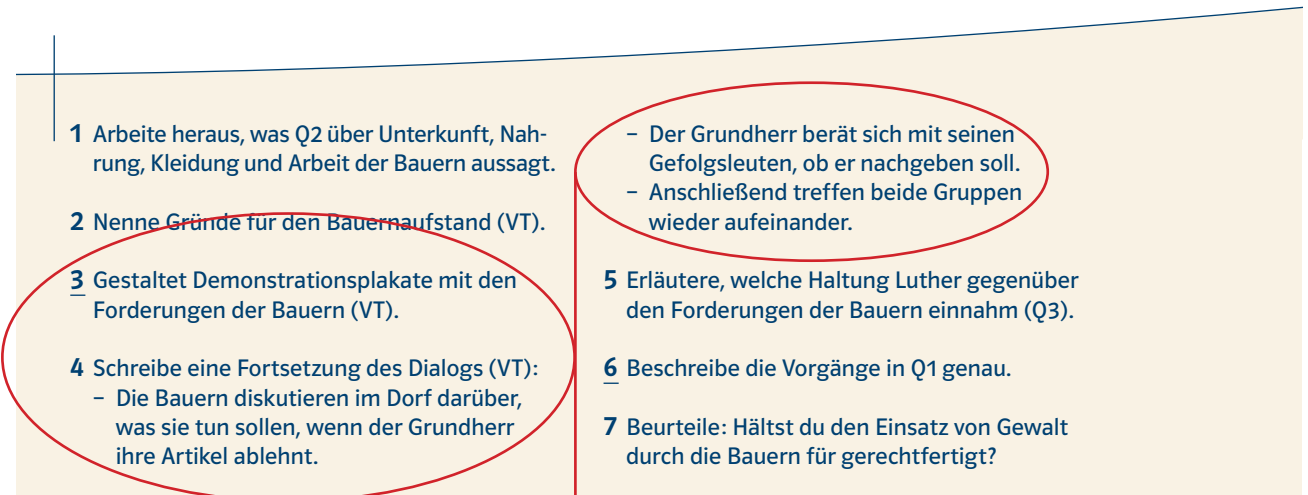 1 Arbeite heraus, was Q2 über Unterkunft, Nah-
rung, Kleidung und Arbeit der Bauern aussagt.
2 Nenne Gründe für den Bauernaufstand (VT).
3 Gestaltet Demonstrationsplakate mit den
Forderungen der Bauern (VT).
4 Schreibe eine Fortsetzung des Dialogs (VT):
– Die Bauern diskutieren im Dorf darüber,
was sie tun sollen, wenn der Grundherr
ihre Artikel ablehnt.
– Der Grundherr berät sich mit seinen
Gefolgsleuten, ob er nachgeben soll.
– Anschließend treffen beide Gruppen
wieder aufeinander.
5 Erläutere, welche Haltung Luther gegenüber
den Forderungen der Bauern einnahm (Q3).
6 Beschreibe die Vorgänge in Q1 genau.
7 Beurteile: Hältst du den Einsatz von Gewalt
durch die Bauern für gerechtfertigt?